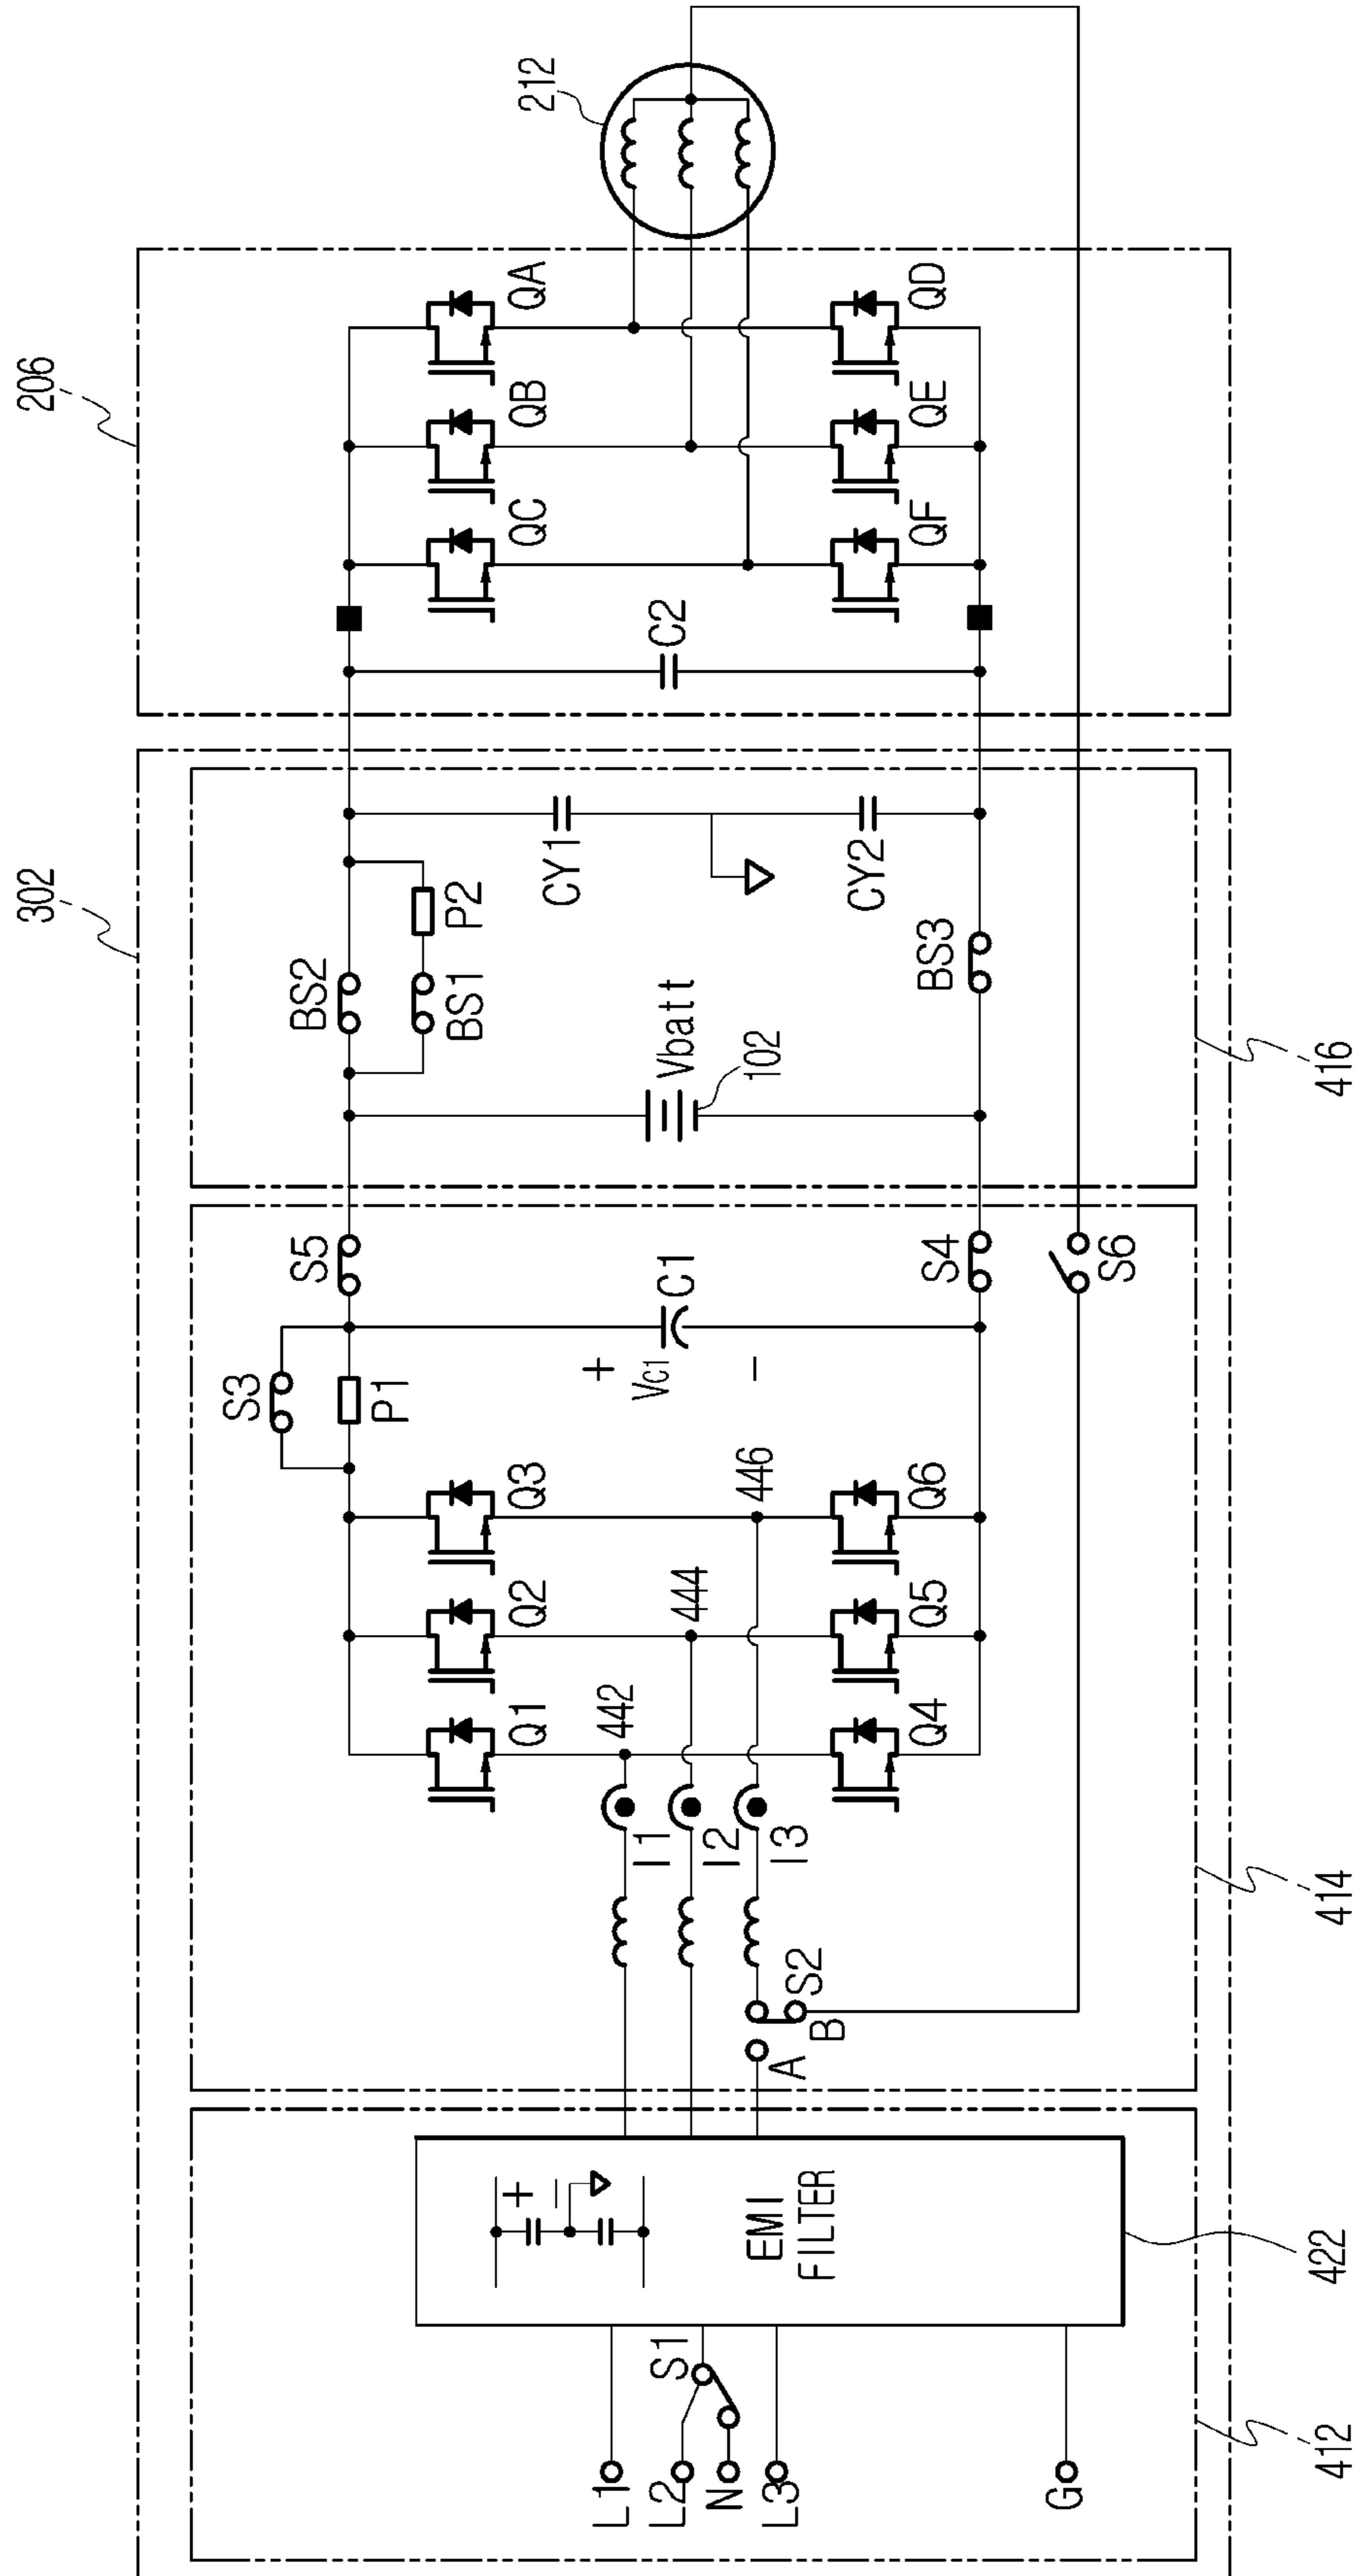 206
302
212
QA
QB
QC
QD
QE
QF
C2
BS2
P2
BS1
CY1
CY2
BS3
Vbatt
102
416
S5
S3
P1
C1
+
VC1
−
S4
S6
Q1
Q2
Q3
442
444
446
Q4
Q5
Q6
I1
I2
I3
S2
A
B
414
+
−
EMI
FILTER
422
L1
L2
N
L3
S1
G
412